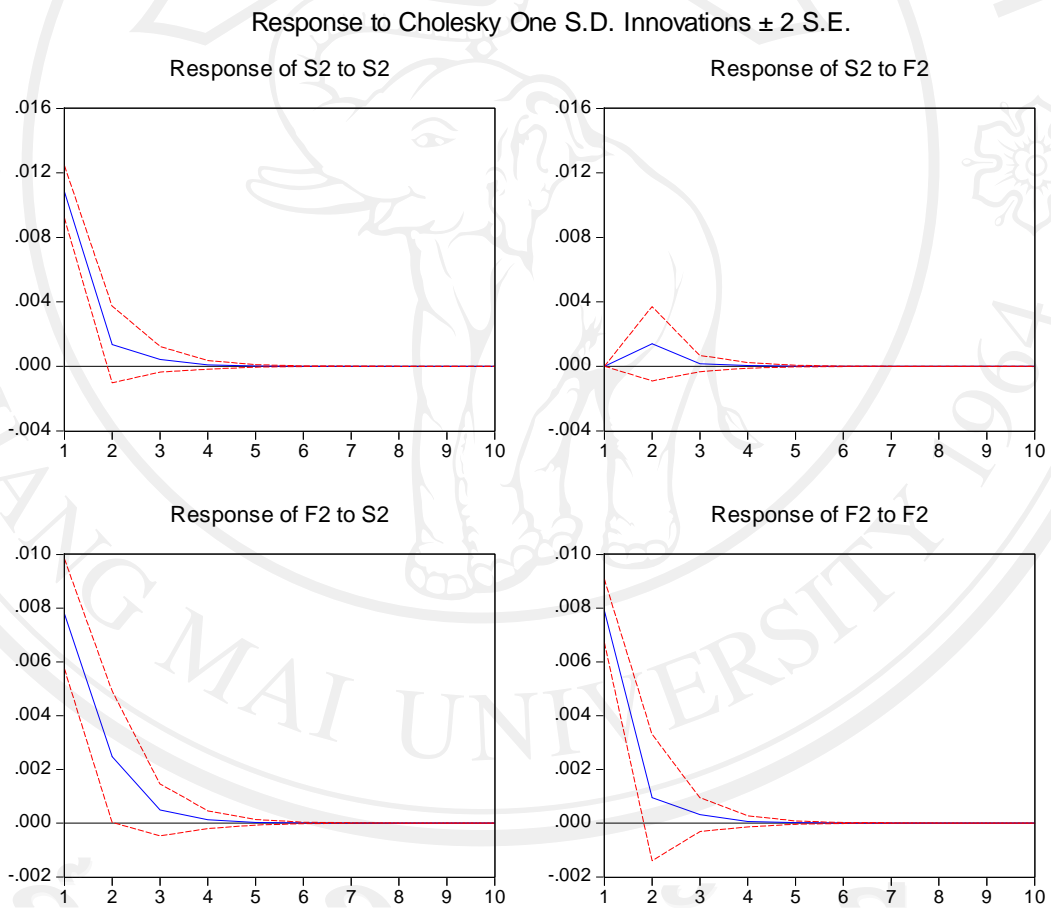 Response to Cholesky One S.D. Innovations ± 2 S.E.
Response of S2 to S2
.016
.012
.008
.004
.000
-.004
1 2 3 4 5 6 7 8 9 10
Response of S2 to F2
.016
.012
.008
.004
.000
-.004
1 2 3 4 5 6 7 8 9 10
Response of F2 to S2
.010
.008
.006
.004
.002
.000
-.002
1 2 3 4 5 6 7 8 9 10
Response of F2 to F2
.010
.008
.006
.004
.002
.000
-.002
1 2 3 4 5 6 7 8 9 10
ANG MAI UNIVERSITY 1964